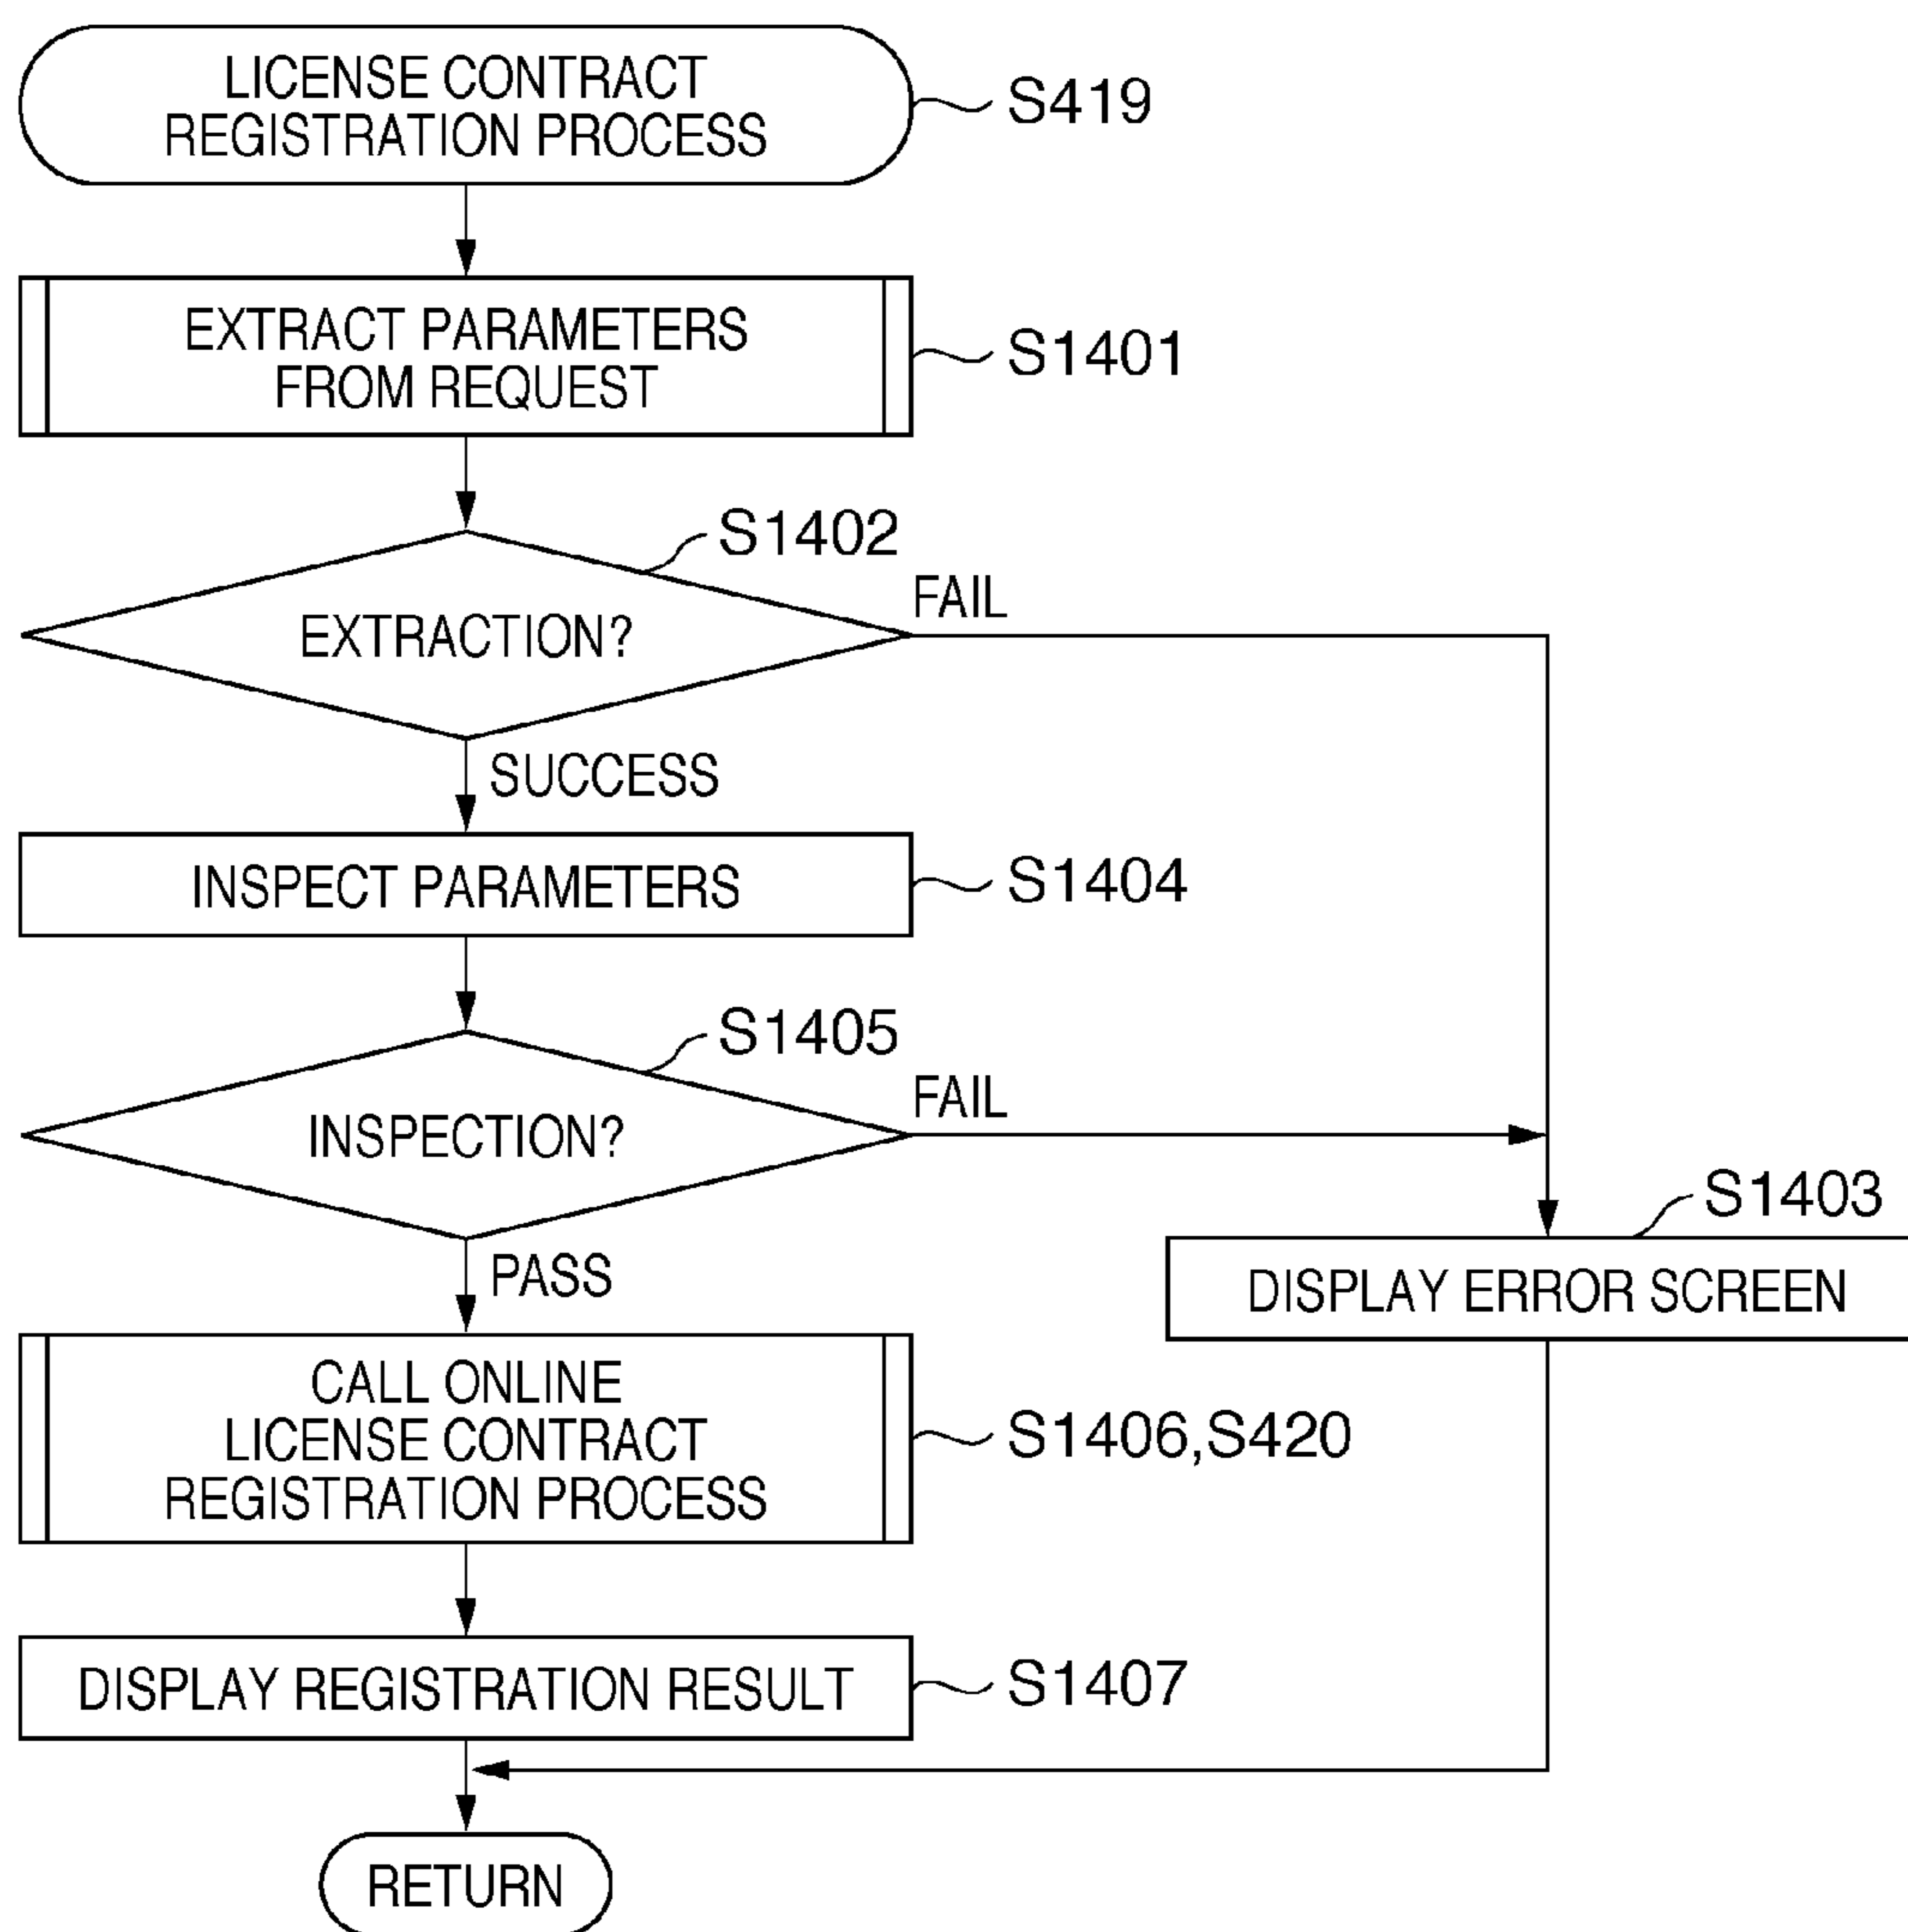 LICENSE CONTRACT
REGISTRATION PROCESS
S419
EXTRACT PARAMETERS
FROM REQUEST
S1401
S1402
EXTRACTION?
FAIL
SUCCESS
INSPECT PARAMETERS
S1404
S1405
INSPECTION?
FAIL
S1403
DISPLAY ERROR SCREEN
PASS
CALL ONLINE
LICENSE CONTRACT
REGISTRATION PROCESS
S1406,S420
DISPLAY REGISTRATION RESULT
S1407
RETURN